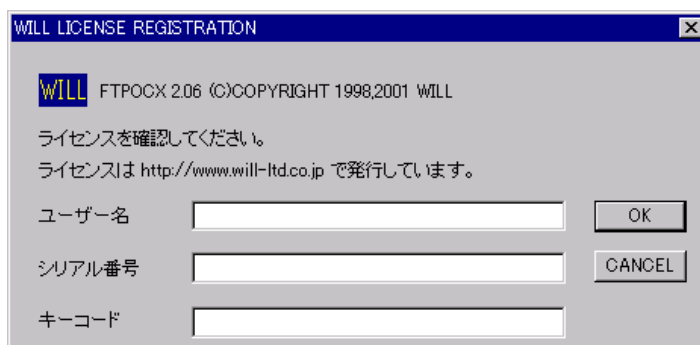 WILL LICENSE REGISTRATION
WILL FTPOCX 2.06 (C)COPYRIGHT 1998,2001 WILL
ライセンスを確認してください。
ライセンスは http://www.will-ltd.co.jp で発行しています。
ユーザー名 OK
シリアル番号 CANCEL
キーコード